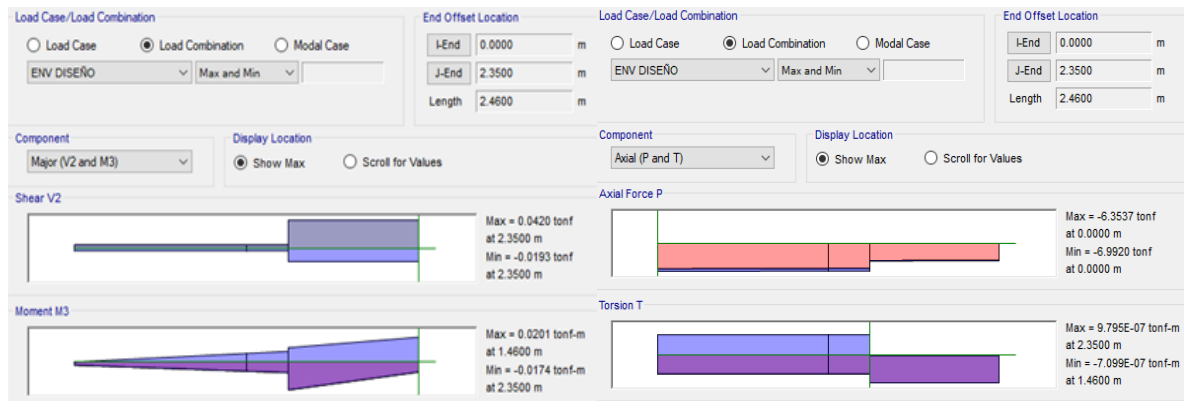 Load Case/Load Combination
End Offset Location
Load Case
Load Combination
Modal Case
I-End 0.0000 m
ENV DISEÑO
Max and Min
J-End 2.3500 m
Length 2.4600 m
Component
Display Location
Major (V2 and M3)
Show Max
Scroll for Values
Shear V2
Max = 0.0420 tonf
at 2.3500 m
Min = -0.0193 tonf
at 2.3500 m
Moment M3
Max = 0.0201 tonf-m
at 1.4600 m
Min = -0.0174 tonf-m
at 2.3500 m
Load Case/Load Combination
End Offset Location
Load Case
Load Combination
Modal Case
I-End 0.0000 m
ENV DISEÑO
Max and Min
J-End 2.3500 m
Length 2.4600 m
Component
Display Location
Axial (P and T)
Show Max
Scroll for Values
Axial Force P
Max = -6.3537 tonf
at 0.0000 m
Min = -6.9920 tonf
at 0.0000 m
Torsion T
Max = 9.795E-07 tonf-m
at 2.3500 m
Min = -7.099E-07 tonf-m
at 1.4600 m